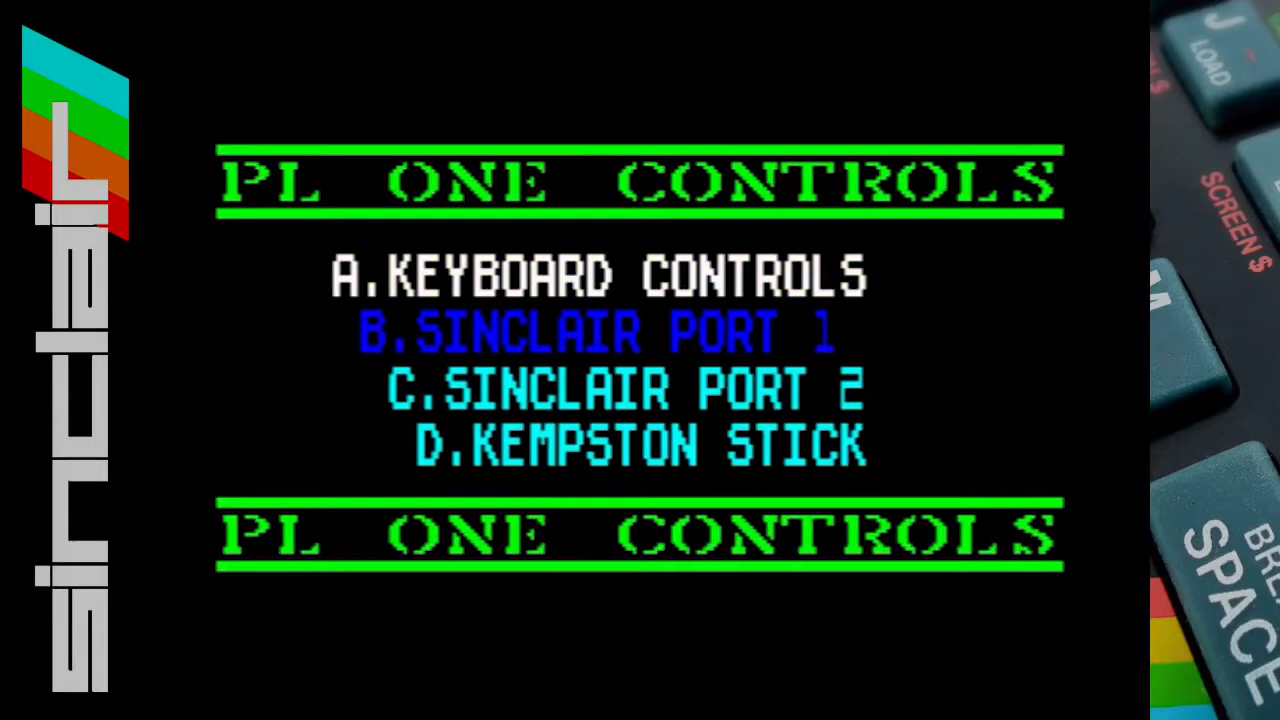 sinclair
PL ONE CONTROLS
A.KEYBOARD CONTROLS
B.SINCLAIR PORT 1
C.SINCLAIR PORT 2
D.KEMPSTON STICK
PL ONE CONTROLS
J -
LOAD
SCREEN $
M
SPACE